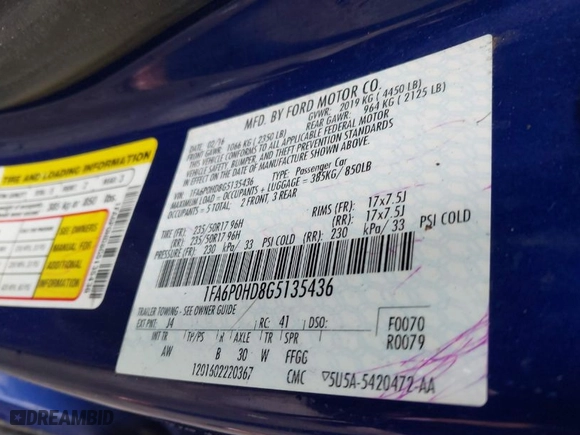 MFD. BY FORD MOTOR CO.
DATE: 02/16 GVWR: 2019 KG ( 4450 LB)
FRONT GAWR: 1066 KG ( 2350 LB) REAR GAWR: 964 KG ( 2125 LB)
THIS VEHICLE CONFORMS TO ALL APPLICABLE FEDERAL MOTOR
VEHICLE SAFETY, BUMPER, AND THEFT PREVENTION STANDARDS
IN EFFECT ON THE DATE OF MANUFACTURE SHOWN ABOVE.
VIN: 1FA6P0HD8G5135436 TYPE: Passenger Car
MAXIMUM LOAD = OCCUPANTS + LUGGAGE = 385KG/ 850LB
OCCUPANTS = 5 TOTAL, 2 FRONT, 3 REAR
TIRE (FR): 235/50R17 96H RIMS (FR): 17x7.5J
(RR): 235/50R17 96H (RR): 17x7.5J
PRESSURE (FR): 230 kPa/ 33 PSI COLD (RR): 230 kPa/ 33 PSI COLD
1FA6P0HD8G5135436
TRAILER TOWING - SEE OWNER GUIDE
EXT PNT: J4 RC: 41 DSO:
F0070
R0079
INT TR TP/PS R AXLE TR SPR
AW B 30 W FFGG
1201602220367 CMC ▽5U5A-5420472-AA
TIRE AND LOADING INFORMATION
SEE OWNERS
MANUAL FOR
ADDITIONAL
INFORMATION
DREAMBID